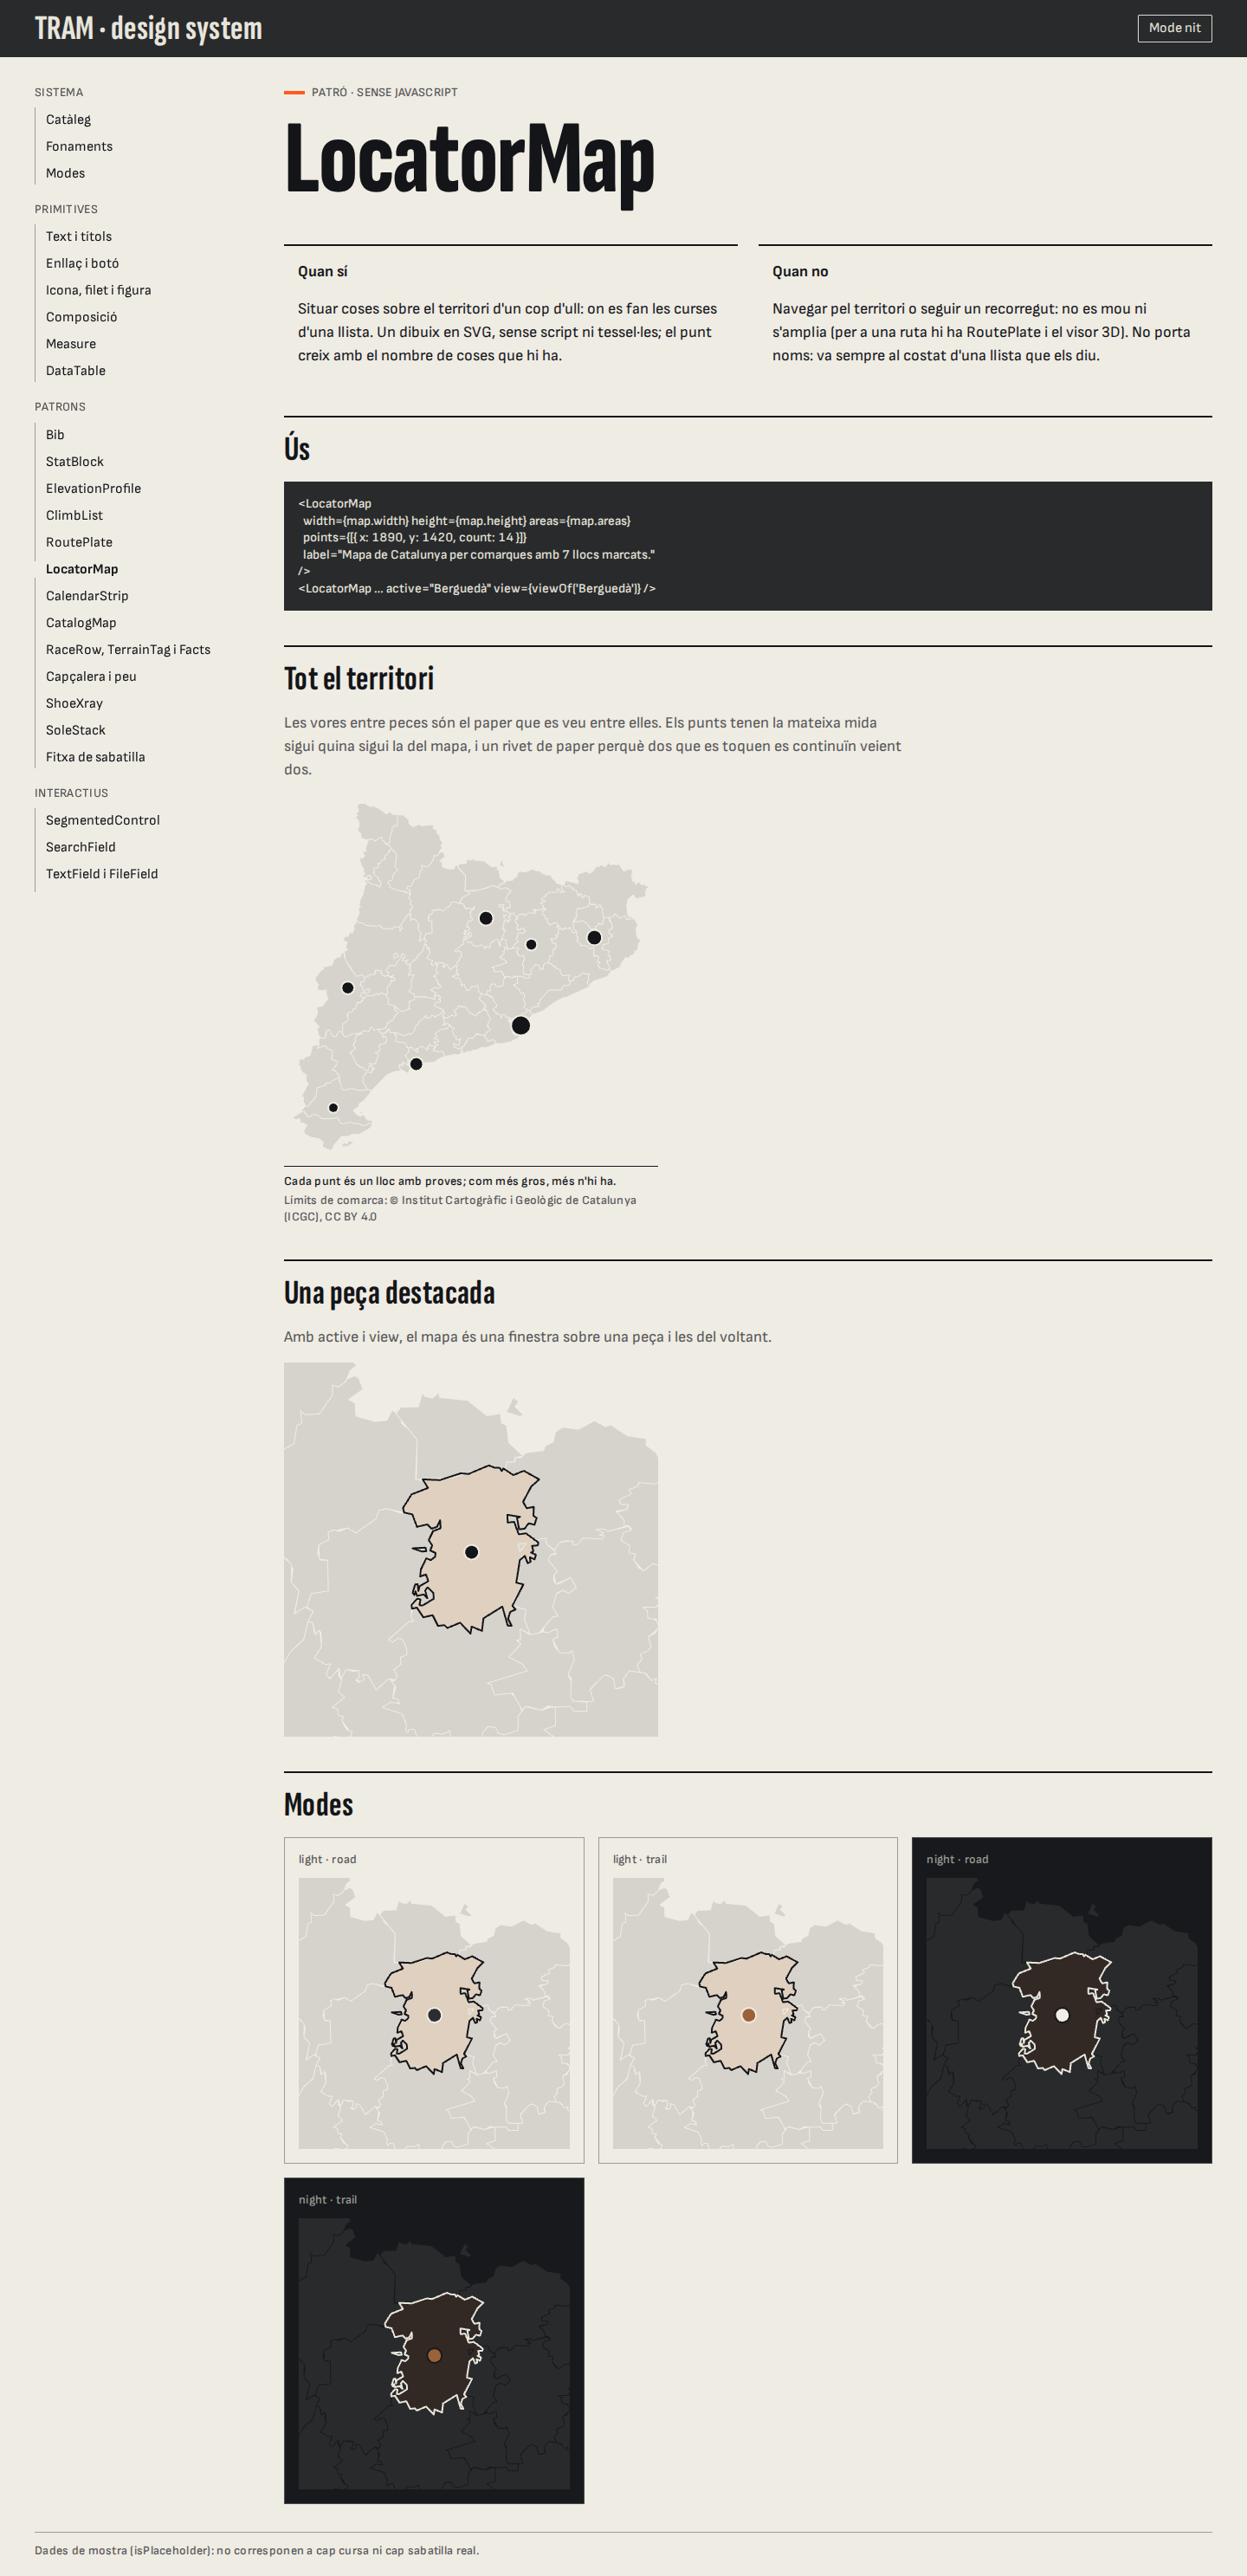 TRAM · design system
Mode nit
SISTEMA
Catàleg
Fonaments
Modes
PRIMITIVES
Text i títols
Enllaç i botó
Icona, filet i figura
Composició
Measure
DataTable
PATRONS
Bib
StatBlock
ElevationProfile
ClimbList
RoutePlate
LocatorMap
CalendarStrip
CatalogMap
RaceRow, TerrainTag i Facts
Capçalera i peu
ShoeXray
SoleStack
Fitxa de sabatilla
INTERACTIUS
SegmentedControl
SearchField
TextField i FileField
PATRÓ · SENSE JAVASCRIPT
LocatorMap
Quan sí
Situar coses sobre el territori d'un cop d'ull: on es fan les curses
d'una llista. Un dibuix en SVG, sense script ni tessel·les; el punt
creix amb el nombre de coses que hi ha.
Quan no
Navegar pel territori o seguir un recorregut: no es mou ni
s'amplia (per a una ruta hi ha RoutePlate i el visor 3D). No porta
noms: va sempre al costat d'una llista que els diu.
Ús
<LocatorMap
width={map.width} height={map.height} areas={map.areas}
points={[{ x: 1890, y: 1420, count: 14 }]}
label="Mapa de Catalunya per comarques amb 7 llocs marcats."
/>
<LocatorMap … active="Berguedà" view={viewOf('Berguedà')} />
Tot el territori
Les vores entre peces són el paper que es veu entre elles. Els punts tenen la mateixa mida
sigui quina sigui la del mapa, i un rivet de paper perquè dos que es toquen es continuïn veient
dos.
Cada punt és un lloc amb proves; com més gros, més n'hi ha.
Límits de comarca: © Institut Cartogràfic i Geològic de Catalunya
(ICGC), CC BY 4.0
Una peça destacada
Amb active i view, el mapa és una finestra sobre una peça i les del voltant.
Modes
light · road
light · trail
night · road
night · trail
Dades de mostra (isPlaceholder): no corresponen a cap cursa ni cap sabatilla real.